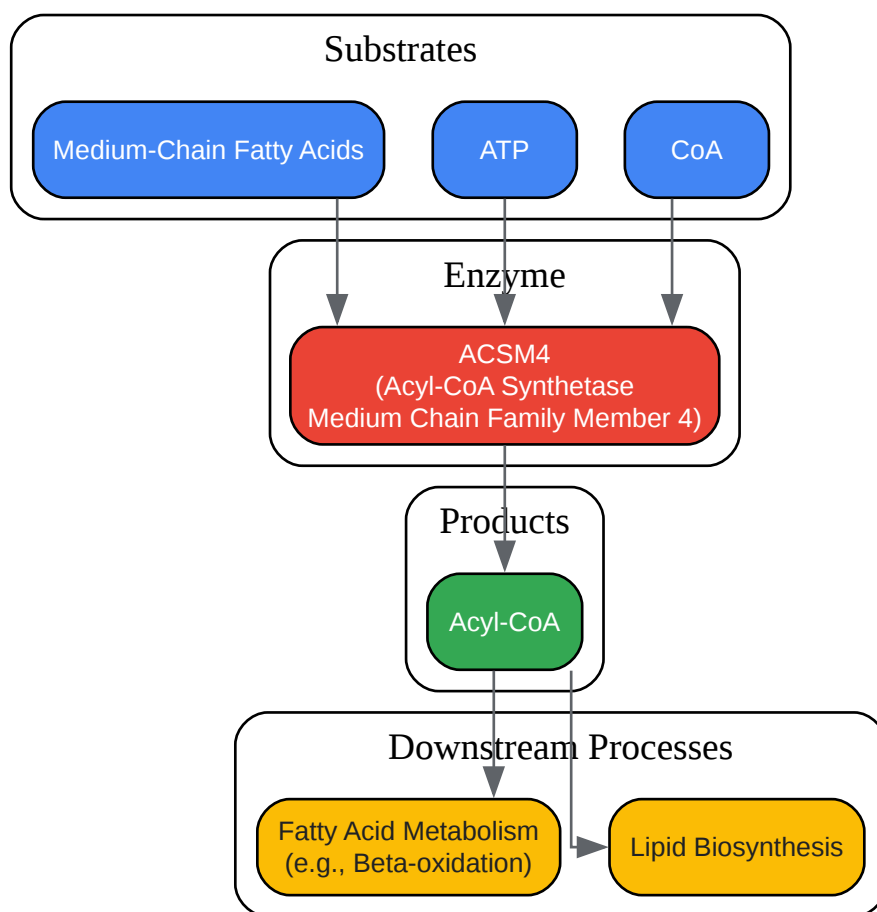 Substrates
Medium-Chain Fatty Acids
ATP
CoA
Enzyme
ACSM4
(Acyl-CoA Synthetase
Medium Chain Family Member 4)
Products
Acyl-CoA
Downstream Processes
Fatty Acid Metabolism
(e.g., Beta-oxidation)
Lipid Biosynthesis